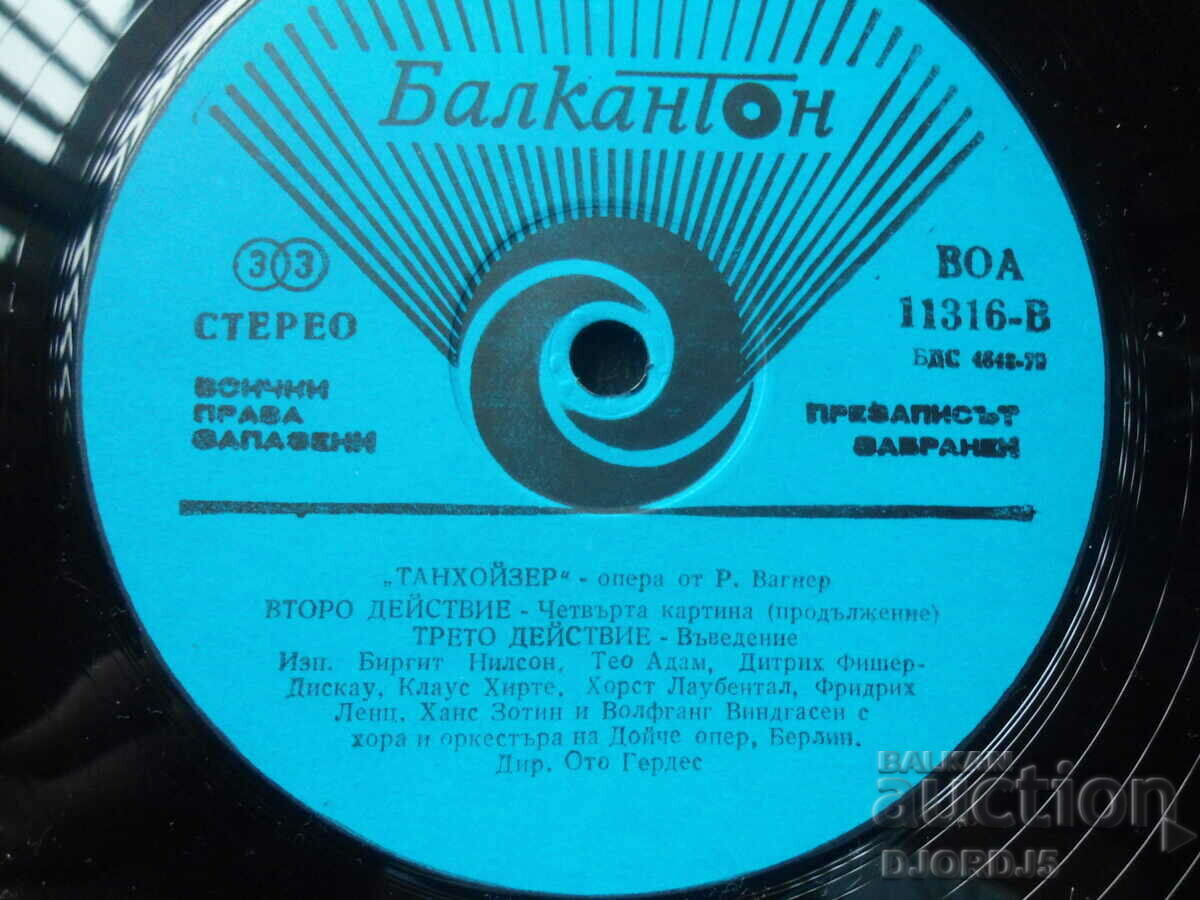 Балкантон
33
СТЕРЕО
ВСИЧКИ
ПРАВА
ЗАПАЗЕНИ
ВОА
11316-В
БДС 4643-72
ПРЕЗАПИСЪТ
ЗАБРАНЕН
„ТАНХОЙЗЕР“ - опера от Р. Вагнер
ВТОРО ДЕЙСТВИЕ - Четвърта картина (продължение)
ТРЕТО ДЕЙСТВИЕ - Въведение
Изп. Биргит Нилсон, Тео Адам, Дитрих Фишер-
Дискау, Клаус Хирте, Хорст Лаубентал, Фридрих
Ленц, Ханс Зотин и Волфганг Виндгасен с
хора и оркестъра на Дойче опер, Берлин.
Дир. Ото Гердес
BALKAN
auction
DJORDJ5